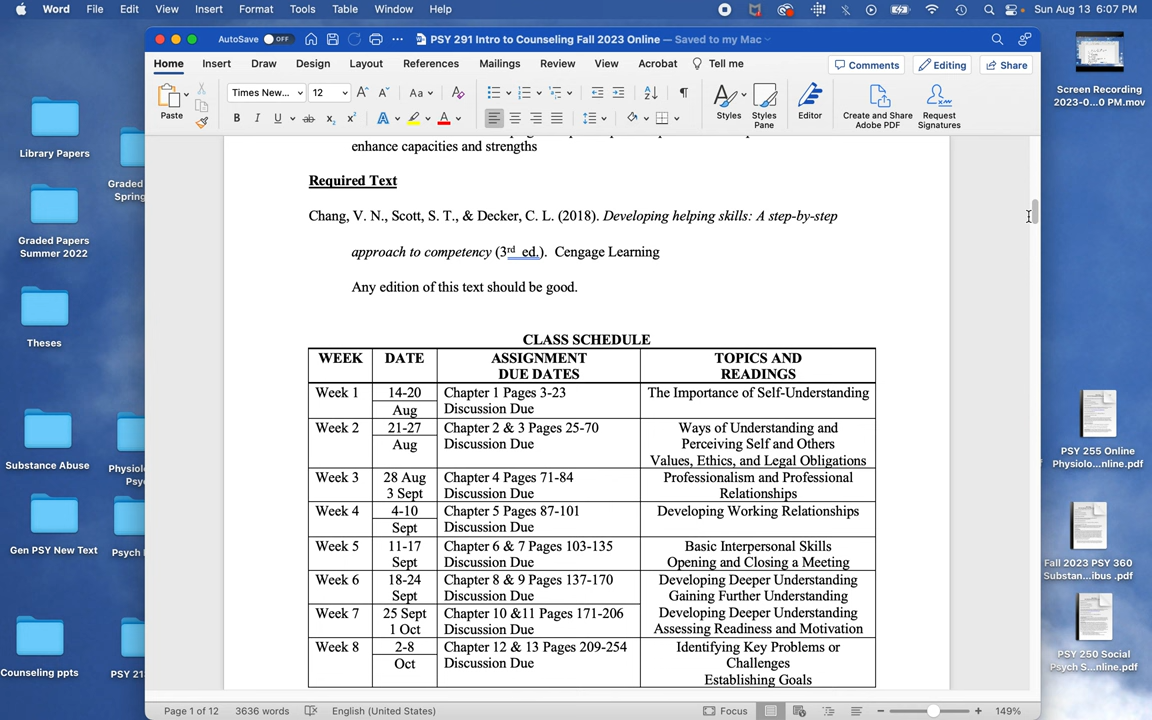 Word File Edit View Insert Format Tools Table Window Help Sun Aug 13 6:07 PM
AutoSave OFF PSY 291 Intro to Counseling Fall 2023 Online — Saved to my Mac
Home Insert Draw Design Layout References Mailings Review View Acrobat Tell me Comments Editing Share
Paste Times New... 12 Aa Styles Styles Pane Editor Create and Share Adobe PDF Request Signatures
enhance capacities and strengths
Required Text
Chang, V. N., Scott, S. T., & Decker, C. L. (2018). Developing helping skills: A step-by-step
approach to competency (3rd ed.). Cengage Learning
Any edition of this text should be good.
CLASS SCHEDULE
WEEK DATE ASSIGNMENT DUE DATES TOPICS AND READINGS
Week 1 14-20 Aug Chapter 1 Pages 3-23 Discussion Due The Importance of Self-Understanding
Week 2 21-27 Aug Chapter 2 & 3 Pages 25-70 Discussion Due Ways of Understanding and Perceiving Self and Others Values, Ethics, and Legal Obligations
Week 3 28 Aug 3 Sept Chapter 4 Pages 71-84 Discussion Due Professionalism and Professional Relationships
Week 4 4-10 Sept Chapter 5 Pages 87-101 Discussion Due Developing Working Relationships
Week 5 11-17 Sept Chapter 6 & 7 Pages 103-135 Discussion Due Basic Interpersonal Skills Opening and Closing a Meeting
Week 6 18-24 Sept Chapter 8 & 9 Pages 137-170 Discussion Due Developing Deeper Understanding Gaining Further Understanding
Week 7 25 Sept 1 Oct Chapter 10 &11 Pages 171-206 Discussion Due Developing Deeper Understanding Assessing Readiness and Motivation
Week 8 2-8 Oct Chapter 12 & 13 Pages 209-254 Discussion Due Identifying Key Problems or Challenges Establishing Goals
Page 1 of 12 3636 words English (United States) Focus 149%
Library Papers
Graded
Spring
Graded Papers
Summer 2022
Theses
Substance Abuse
Physiol
Psy
Gen PSY New Text
Psych
Counseling ppts
PSY 21
Screen Recording
2023-0...0 PM.mov
PSY 255 Online
Physiolo...nline.pdf
Fall 2023 PSY 360
Substan...ibus .pdf
PSY 250 Social
Psych S...nline.pdf